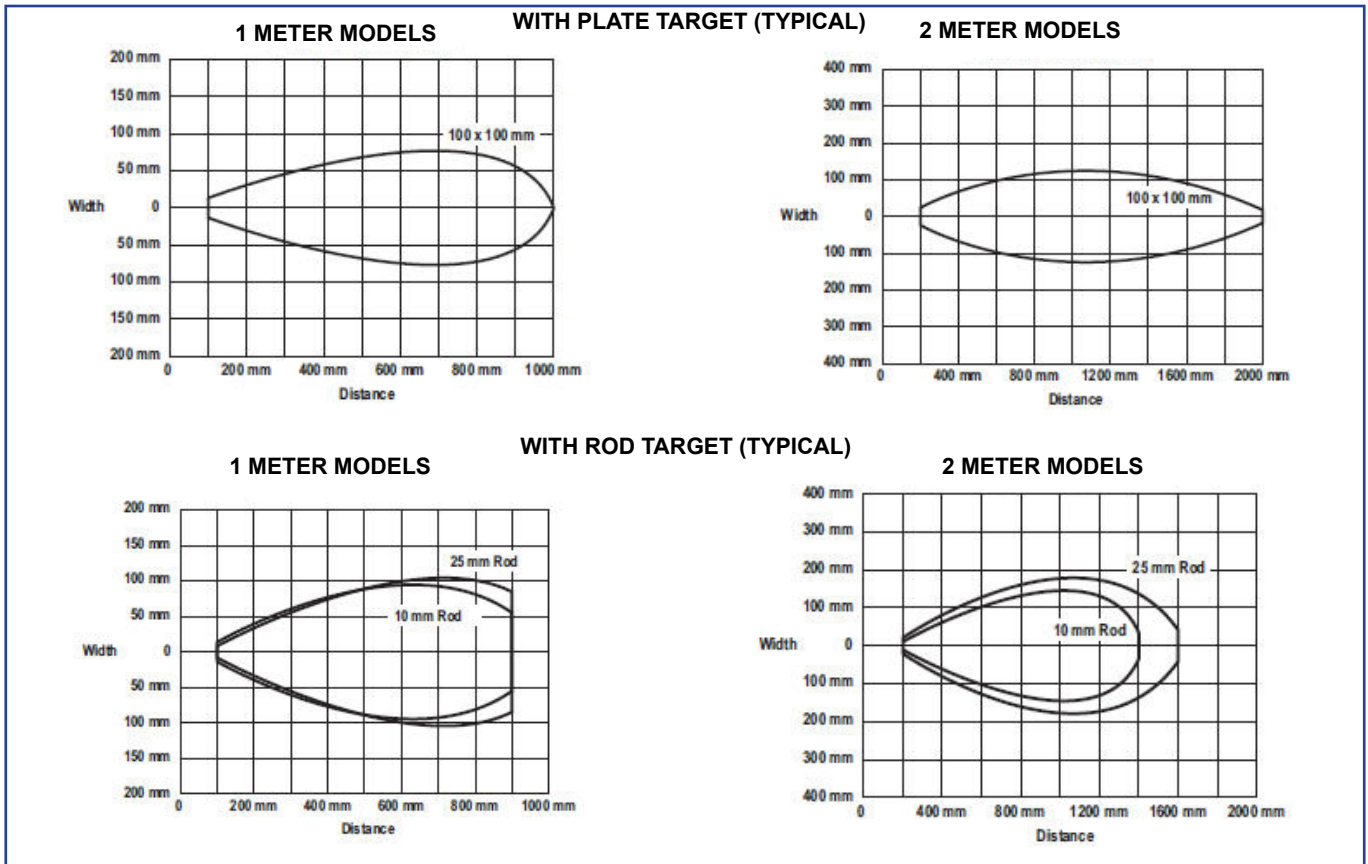 WITH PLATE TARGET (TYPICAL)
1 METER MODELS
200 mm
150 mm
100 mm
100 x 100 mm
50 mm
Width 0
50 mm
100 mm
150 mm
200 mm
0 200 mm 400 mm 600 mm 800 mm 1000 mm
Distance
2 METER MODELS
400 mm
300 mm
200 mm
100 mm
100 x 100 mm
Width 0
100 mm
200 mm
300 mm
400 mm
0 400 mm 800 mm 1200 mm 1600 mm 2000 mm
Distance
WITH ROD TARGET (TYPICAL)
1 METER MODELS
200 mm
150 mm
25 mm Rod
100 mm
50 mm
10 mm Rod
Width 0
50 mm
100 mm
150 mm
200 mm
0 200 mm 400 mm 600 mm 800 mm 1000 mm
Distance
2 METER MODELS
400 mm
300 mm
200 mm
25 mm Rod
100 mm
10 mm Rod
Width 0
100 mm
200 mm
300 mm
400 mm
0 400 mm 800 mm 1200 mm 1600 mm 2000 mm
Distance